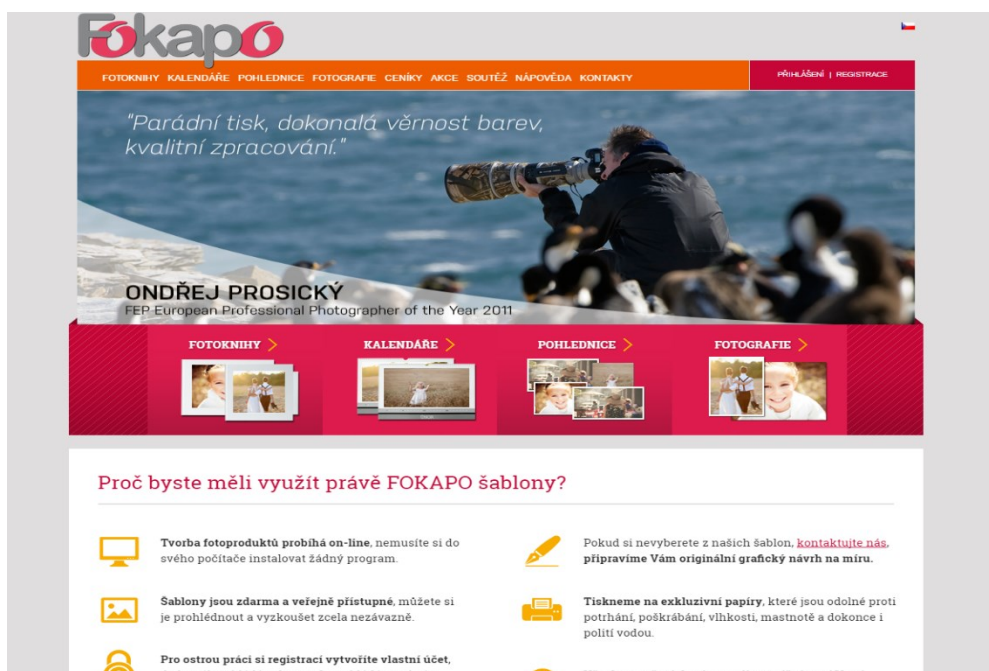 Fokapo
FOTOKNIHY KALENDÁŘE POHLEDNICE FOTOGRAFIE CENÍKY AKCE SOUTĚŽ NÁPOVĚDA KONTAKTY
PŘIHLÁŠENÍ | REGISTRACE
"Parádní tisk, dokonalá věrnost barev,
kvalitní zpracování."
ONDŘEJ PROSICKÝ
FEP European Professional Photographer of the Year 2011
FOTOKNIHY >
KALENDÁŘE >
POHLEDNICE >
FOTOGRAFIE >
Proč byste měli využít právě FOKAPO šablony?
Tvorba fotoproduktů probíhá on-line, nemusíte si do
svého počítače instalovat žádný program.
Šablony jsou zdarma a veřejně přístupné, můžete si
je prohlédnout a vyzkoušet zcela nezávazně.
Pro ostrou práci si registrací vytvoříte vlastní účet,
Pokud si nevyberete z našich šablon, kontaktujte nás,
připravíme Vám originální grafický návrh na míru.
Tiskneme na exkluzivní papíry, které jsou odolné proti
potrhání, poškrábání, vlhkosti, mastnotě a dokonce i
polití vodou.